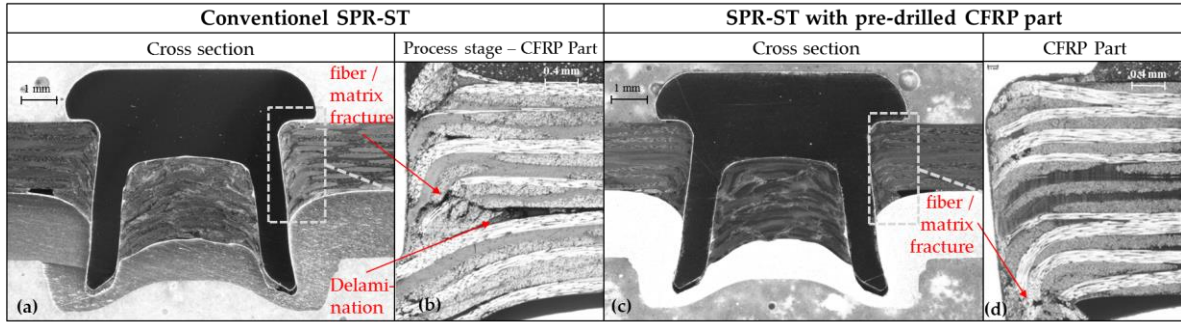 Conventionel SPR-ST
SPR-ST with pre-drilled CFRP part
Cross section
Process stage – CFRP Part
Cross section
CFRP Part
1 mm
fiber /
matrix
fracture
0.4 mm
Delami-
nation
(a)
(b)
1 mm
fiber /
matrix
fracture
0.4 mm
(c)
(d)